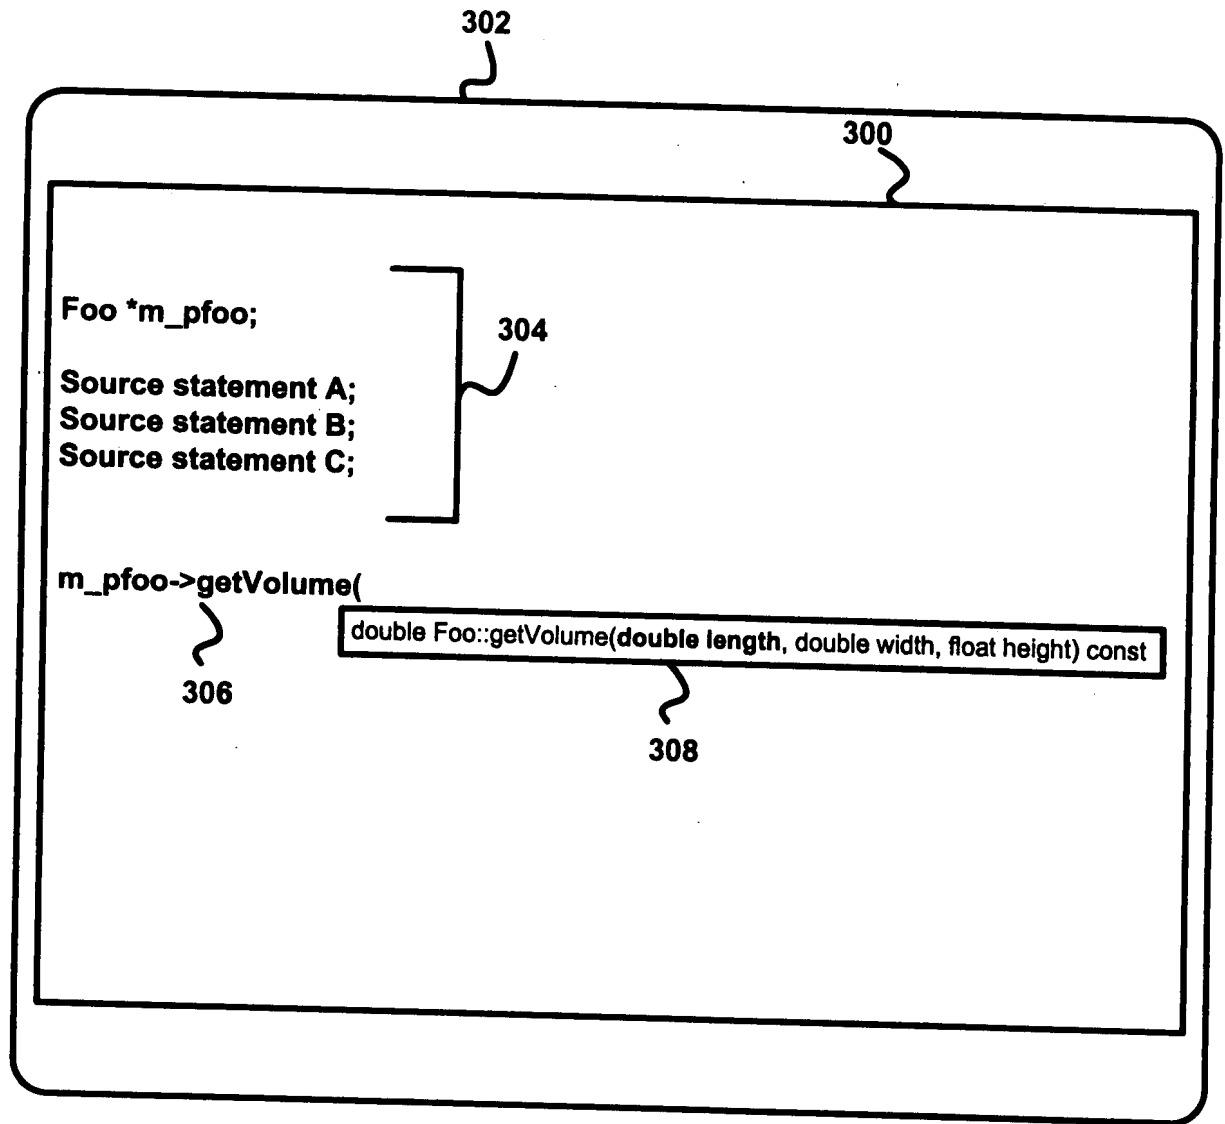 302
300
Foo *m_pfoo;
304
Source statement A;
Source statement B;
Source statement C;
m_pfoo->getVolume(
double Foo::getVolume(double length, double width, float height) const
306
308